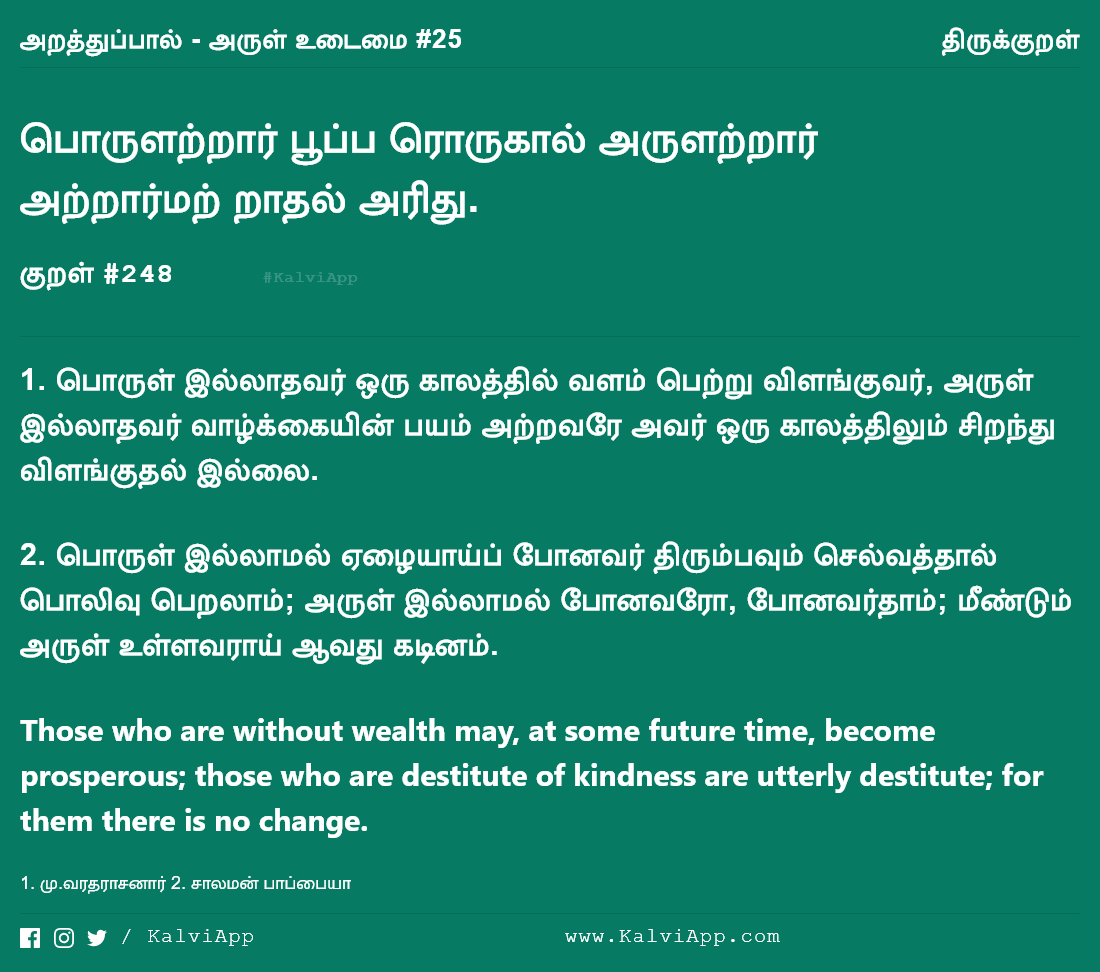 அறத்துப்பால் - அருள் உடைமை #25
திருக்குறள்
பொருளற்றார் பூப்ப ரொருகால் அருளற்றார்
அற்றார்மற் றாதல் அரிது.
குறள் #248
#KalviApp
1. பொருள் இல்லாதவர் ஒரு காலத்தில் வளம் பெற்று விளங்குவர், அருள்
இல்லாதவர் வாழ்க்கையின் பயம் அற்றவரே அவர் ஒரு காலத்திலும் சிறந்து
விளங்குதல் இல்லை.
2. பொருள் இல்லாமல் ஏழையாய்ப் போனவர் திரும்பவும் செல்வத்தால்
பொலிவு பெறலாம்; அருள் இல்லாமல் போனவரோ, போனவர்தாம்; மீண்டும்
அருள் உள்ளவராய் ஆவது கடினம்.
Those who are without wealth may, at some future time, become
prosperous; those who are destitute of kindness are utterly destitute; for
them there is no change.
1. மு.வரதராசனார் 2. சாலமன் பாப்பையா
/ KalviApp
www.KalviApp.com